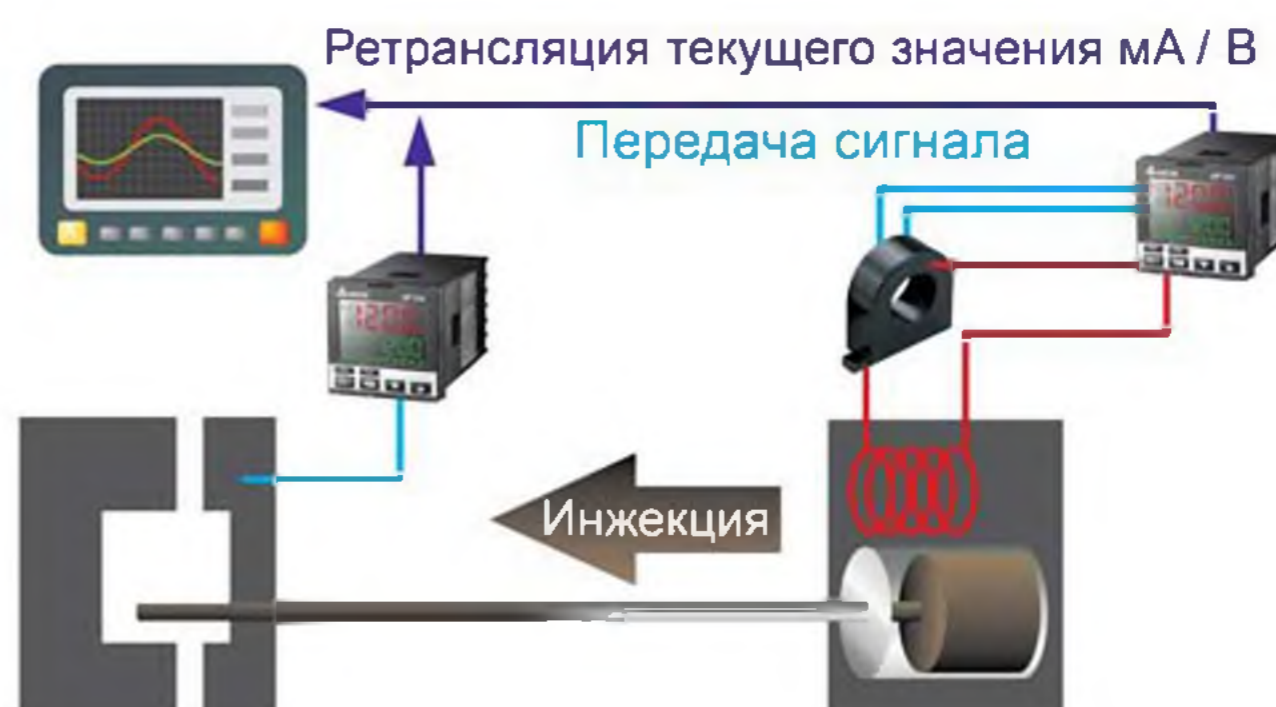 Ретрансляция текущего значения мА / В
Передача сигнала
Инжекция